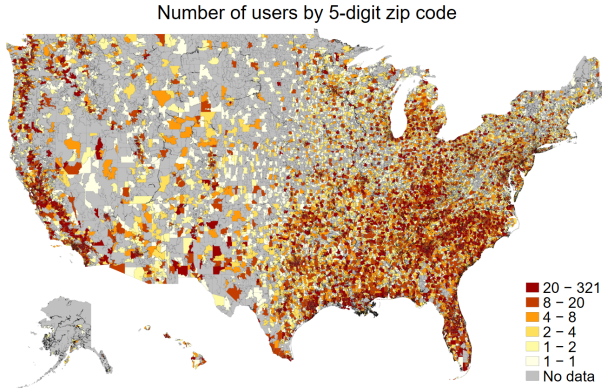 Number of users by 5-digit zip code
20 − 321
8 − 20
4 − 8
2 − 4
1 − 2
1 − 1
No data